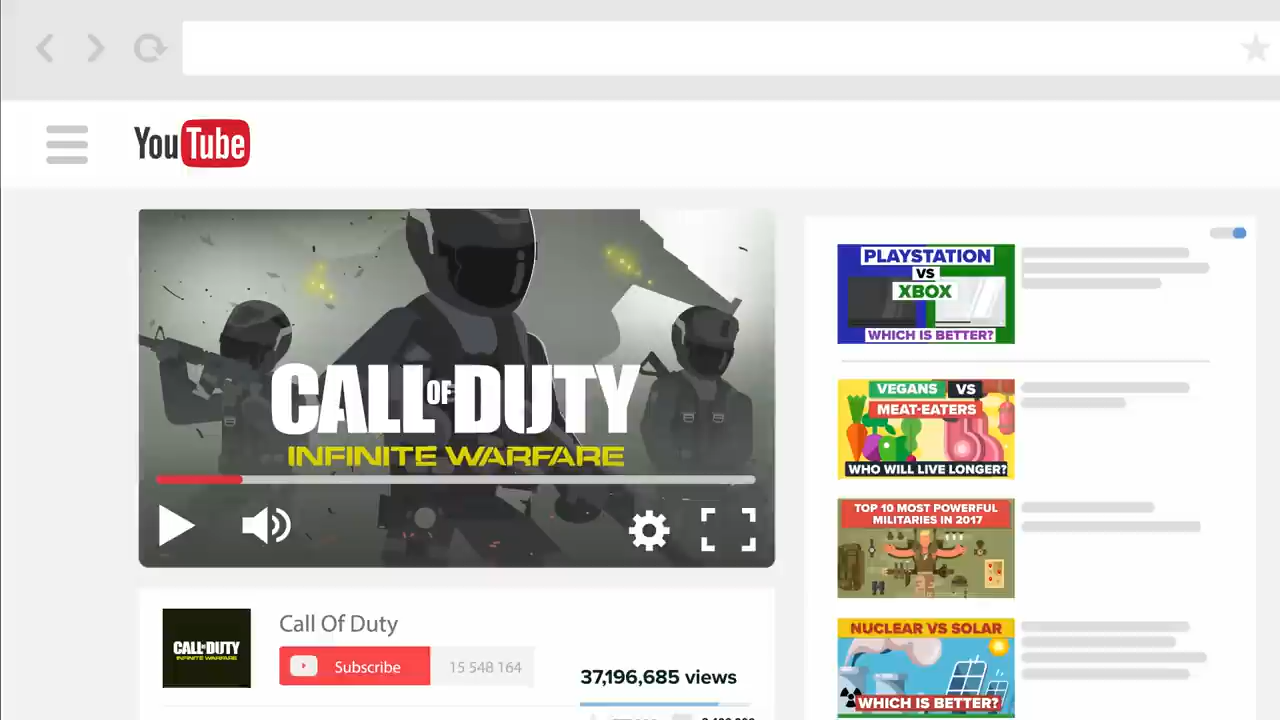 YouTube
CALL OF DUTY
INFINITE WARFARE
CALL OF DUTY
INFINITE WARFARE
Call Of Duty
Subscribe
15 548 164
37,196,685 views
PLAYSTATION
VS
XBOX
WHICH IS BETTER?
VEGANS VS
MEAT-EATERS
WHO WILL LIVE LONGER?
TOP 10 MOST POWERFUL
MILITARIES IN 2017
NUCLEAR VS SOLAR
WHICH IS BETTER?